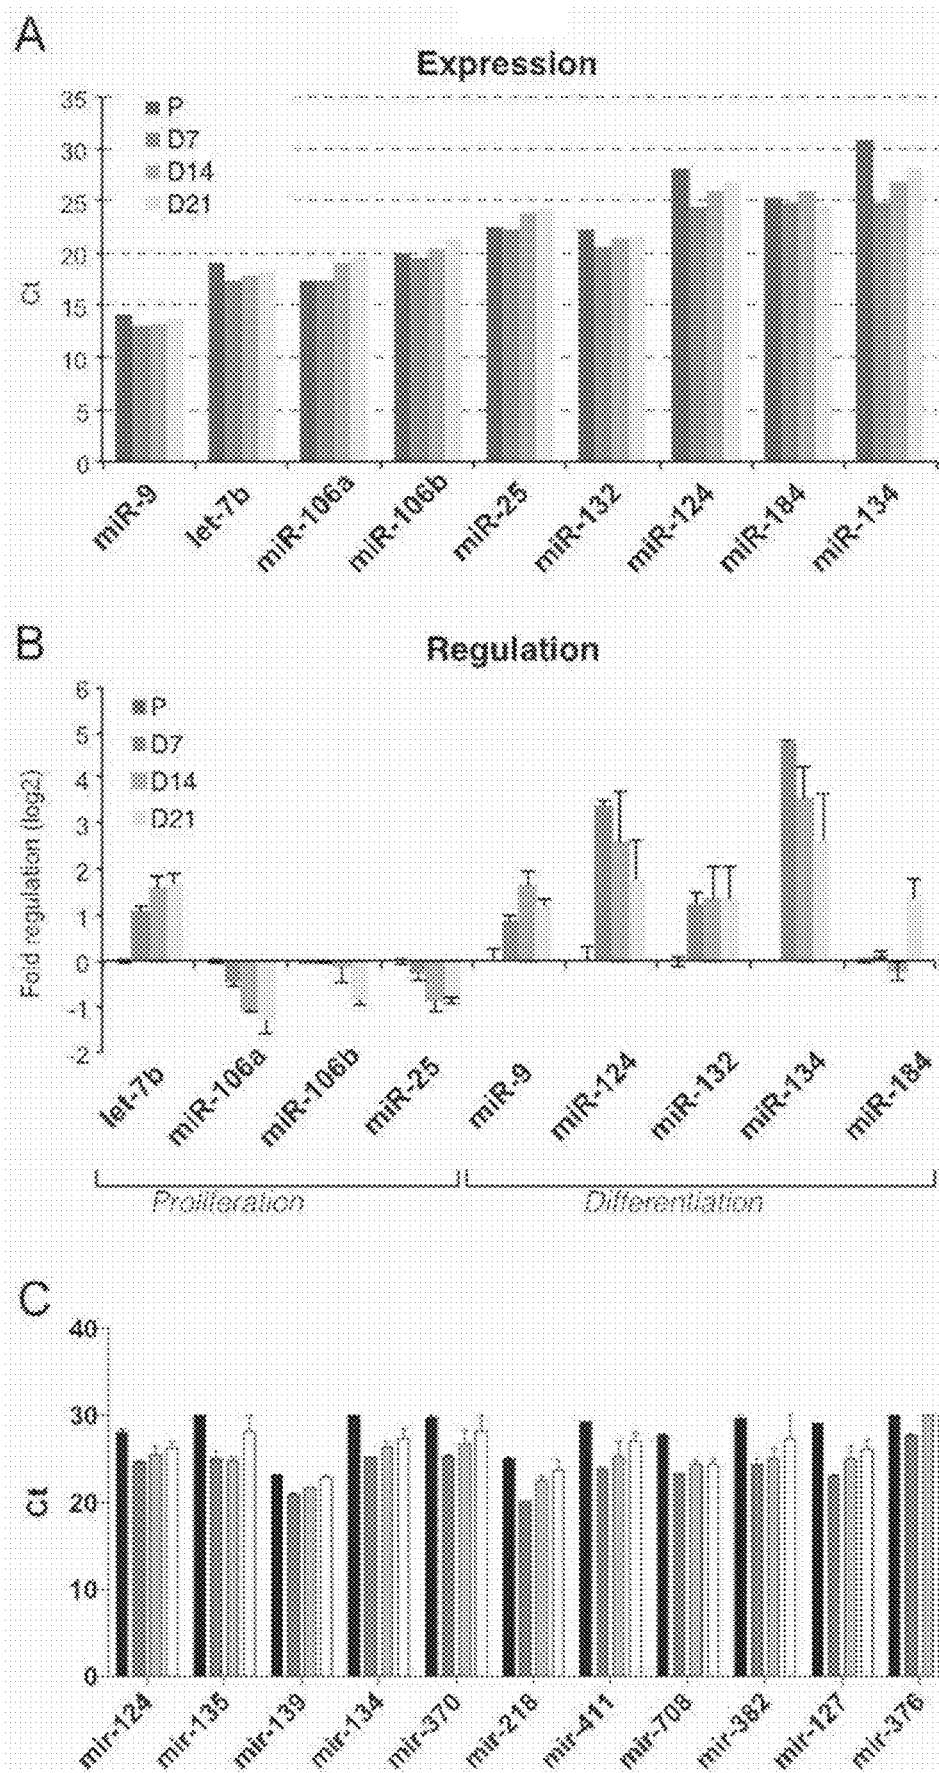 A
Expression
35
30
25
20
15
10
5
0
Ct
P
D7
D14
D21
miR-9 let-7b miR-106a miR-106b miR-25 miR-132 miR-124 miR-184 miR-134
B
Regulation
6
5
4
3
2
1
0
-1
-2
Fold regulation (log2)
P
D7
D14
D21
let-7b miR-106a miR-106b miR-25 miR-9 miR-124 miR-132 miR-134 miR-184
Proliferation Differentiation
C
40
30
20
10
0
Ct
mir-124 mir-135 mir-139 mir-134 mir-370 mir-218 mir-411 mir-708 mir-382 mir-127 mir-376